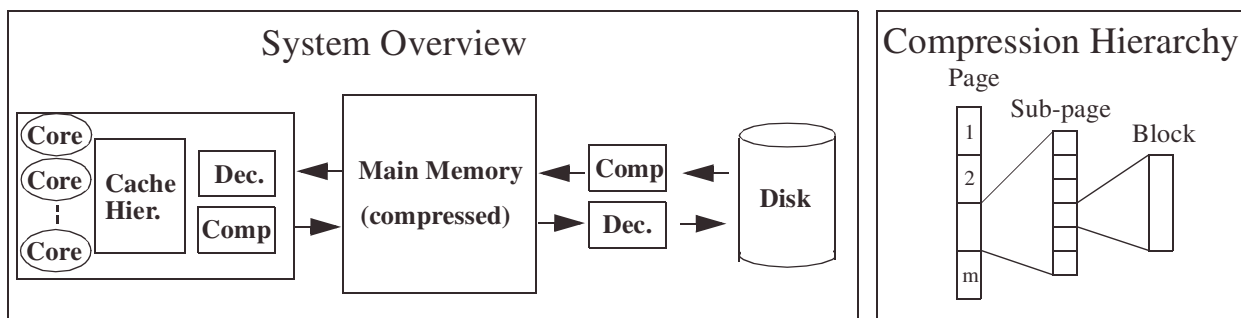 System Overview
Core
Core
Core
Cache
Hier.
Dec.
Comp
Main Memory
(compressed)
Comp
Dec.
Disk
Compression Hierarchy
Page
Sub-page
Block
1
2
m